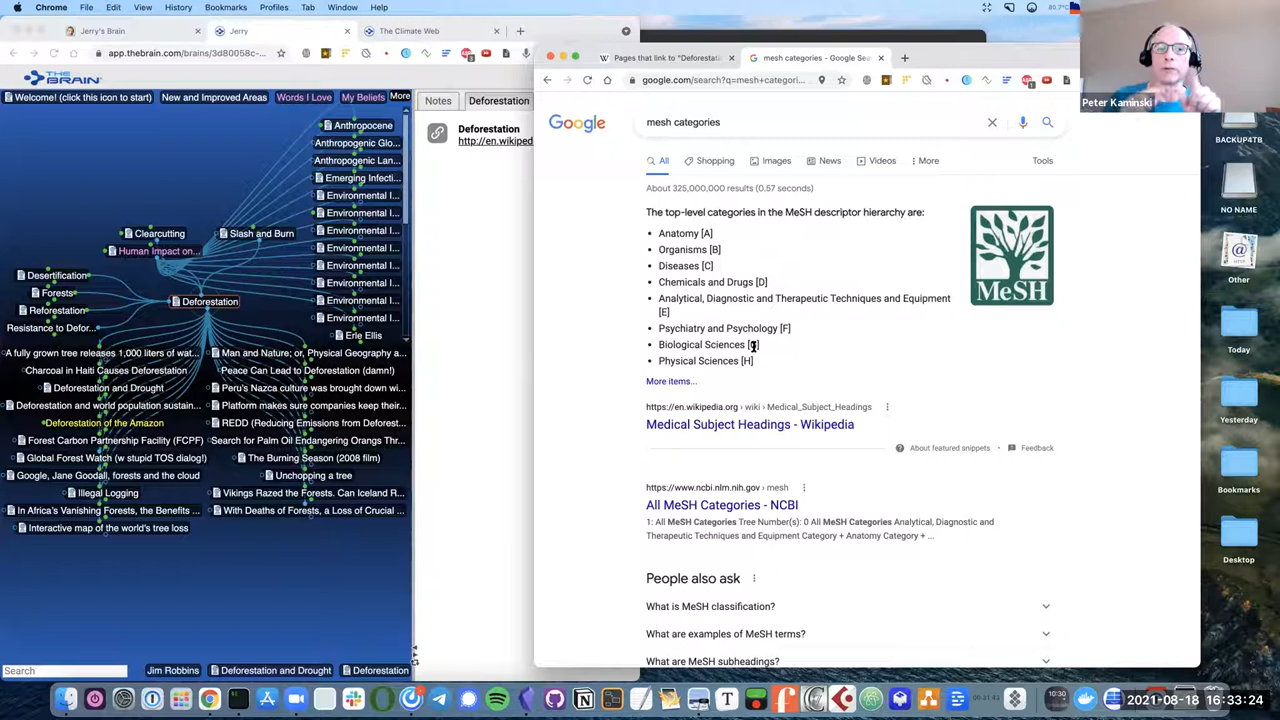 Chrome File Edit View History Bookmarks Profiles Tab Window Help
80.7°C
Jerry's Brain
Jerry
The Climate Web
app.thebrain.com/brains/3d80058c-...
THE BRAIN
Welcome! (click this icon to start)
New and Improved Areas
Words I Love
My Beliefs
More
Anthropocene
Anthropogenic Glo...
Anthropogenic Lan...
Emerging Infecti...
Environmental I...
Environmental I...
Environmental I...
Environmental I...
Environmental I...
Environmental I...
Environmental I...
Environmental I...
Erle Ellis
Clearcutting
Slash and Burn
Human Impact on...
Desertification
Forests
Reforestation
Resistance to Defor...
Deforestation
A fully grown tree releases 1,000 liters of wat...
Charcoal in Haiti Causes Deforestation
Deforestation and Drought
Deforestation and world population sustain...
Deforestation of the Amazon
Forest Carbon Partnership Facility (FCPF)
Global Forest Watch (w stupid TOS dialog!)
Google, Jane Goodall, forests and the cloud
Illegal Logging
In Africa's Vanishing Forests, the Benefits ...
Interactive map of the world's tree loss
Man and Nature; or, Physical Geography a...
Peace Can Lead to Deforestation (damn!)
Peru's Nazca culture was brought down wi...
Platform makes sure companies keep their...
REDD (Reducing Emissions from Deforest...
Search for Palm Oil Endangering Orangs Thr...
The Burning Season (2008 film)
Unchopping a tree
Vikings Razed the Forests. Can Iceland R...
With Deaths of Forests, a Loss of Crucial ...
Search
Jim Robbins
Deforestation and Drought
Deforestation
Notes
Deforestation
Deforestation
http://en.wikiped
Pages that link to "Deforestati
mesh categories - Google Sea
google.com/search?q=mesh+categori...
Google
mesh categories
All
Shopping
Images
News
Videos
More
Tools
About 325,000,000 results (0.57 seconds)
The top-level categories in the MeSH descriptor hierarchy are:
• Anatomy [A]
• Organisms [B]
• Diseases [C]
• Chemicals and Drugs [D]
• Analytical, Diagnostic and Therapeutic Techniques and Equipment
[E]
• Psychiatry and Psychology [F]
• Biological Sciences
• Physical Sciences [H]
MeSH
More items...
https://en.wikipedia.org › wiki › Medical_Subject_Headings
Medical Subject Headings - Wikipedia
About featured snippets • Feedback
https://www.ncbi.nlm.nih.gov › mesh
All MeSH Categories - NCBI
1: All MeSH Categories Tree Number(s): 0 All MeSH Categories Analytical, Diagnostic and
Therapeutic Techniques and Equipment Category + Anatomy Category + ...
People also ask
What is MeSH classification?
What are examples of MeSH terms?
What are MeSH subheadings?
Peter Kaminski
BACKUP4TB
NO NAME
Other
Today
Yesterday
Bookmarks
Desktop
10:30
2021-08-18 16:33:24